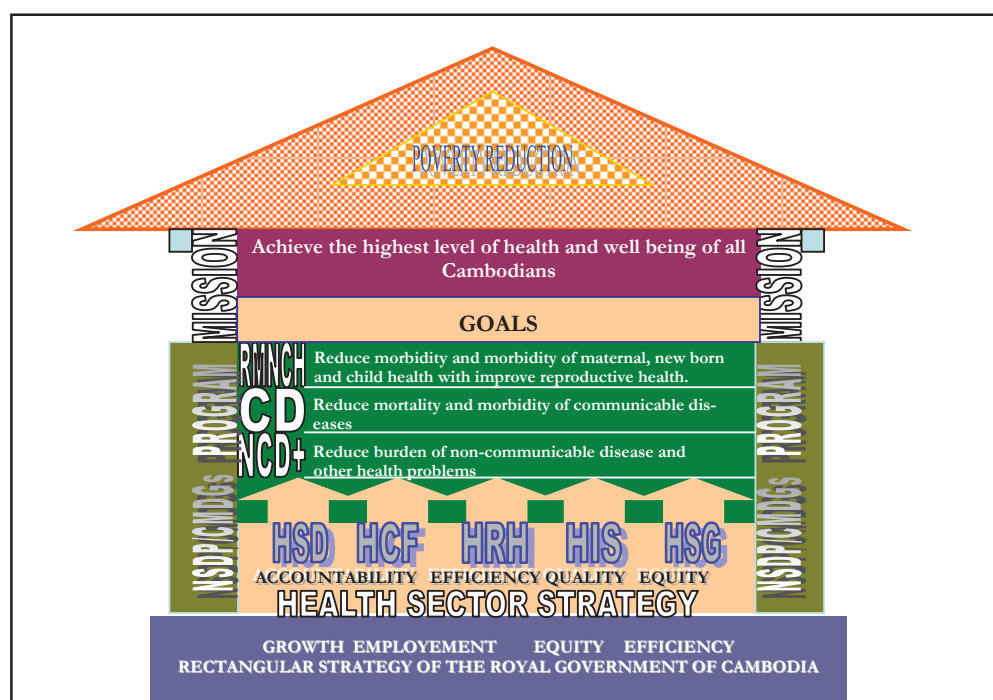 POVERTY REDUCTION
MISSION
MISSION
Achieve the highest level of health and well being of all
Cambodians
GOALS
RMNCH
Reduce morbidity and morbidity of maternal, new born
and child health with improve reproductive health.
CD
Reduce mortality and morbidity of communicable dis-
eases
NCD+
Reduce burden of non-communicable disease and
other health problems
NSDP/CMDGs PROGRAM
NSDP/CMDGs PROGRAM
HSD HCF HRH HIS HSG
ACCOUNTABILITY EFFICIENCY QUALITY EQUITY
HEALTH SECTOR STRATEGY
GROWTH EMPLOYEMENT EQUITY EFFICIENCY
RECTANGULAR STRATEGY OF THE ROYAL GOVERNMENT OF CAMBODIA